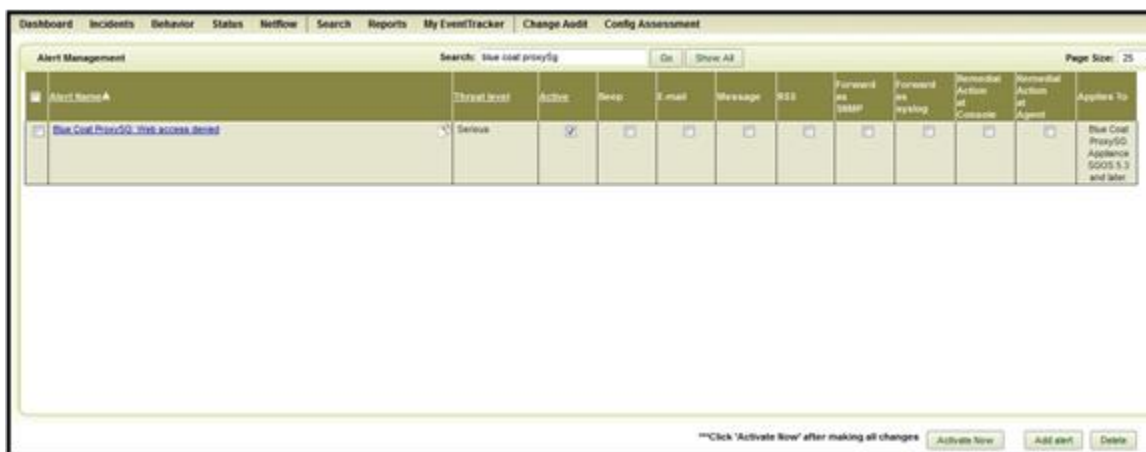 Dashboard Incidents Behavior Status Netflow Search Reports My EventTracker Change Audit Config Assessment
Alert Management Search: blue coat proxySg Go Show All Page Size: 25
Alert Name Threat level Active Beep E-mail Message RSS Forward as SNMP Forward as syslog Remedial Action at Console Remedial Action at Agent Applies To
Blue Coat ProxySG: Web access denied Serious Blue Coat ProxySG Appliance SGOS 5.3 and later.
***Click 'Activate Now' after making all changes Activate Now Add alert Delete